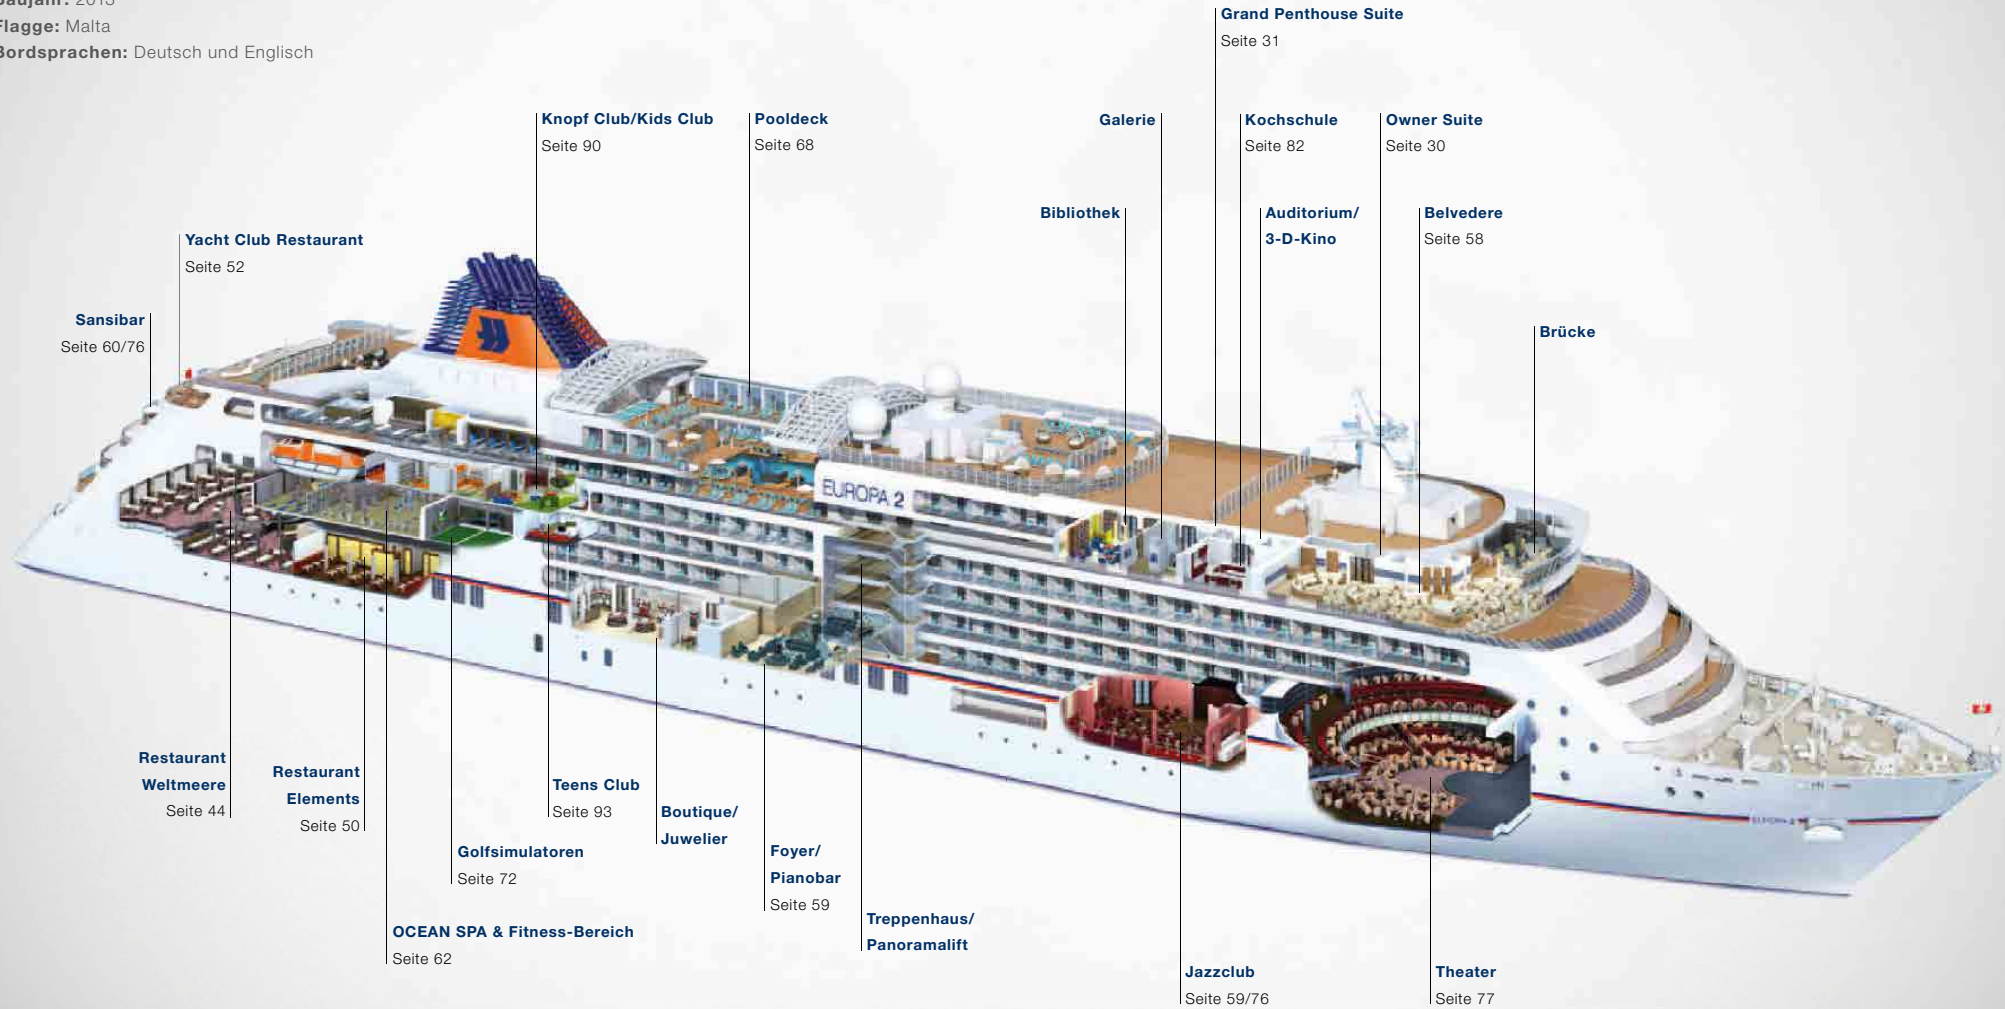 Baujahr: 2013
Flagge: Malta
Bordsprachen: Deutsch und Englisch
Grand Penthouse Suite
Seite 31
Knopf Club/Kids Club
Seite 90
Pooldeck
Seite 68
Galerie
Kochschule
Seite 82
Owner Suite
Seite 30
Bibliothek
Auditorium/
3-D-Kino
Belvedere
Seite 58
Yacht Club Restaurant
Seite 52
Sansibar
Seite 60/76
Brücke
EUROPA 2
EUROPA 2
Restaurant
Weltmeere
Seite 44
Restaurant
Elements
Seite 50
Teens Club
Seite 93
Boutique/
Juwelier
Golfsimulatoren
Seite 72
Foyer/
Pianobar
Seite 59
OCEAN SPA & Fitness-Bereich
Seite 62
Treppenhaus/
Panoramalift
Jazzclub
Seite 59/76
Theater
Seite 77